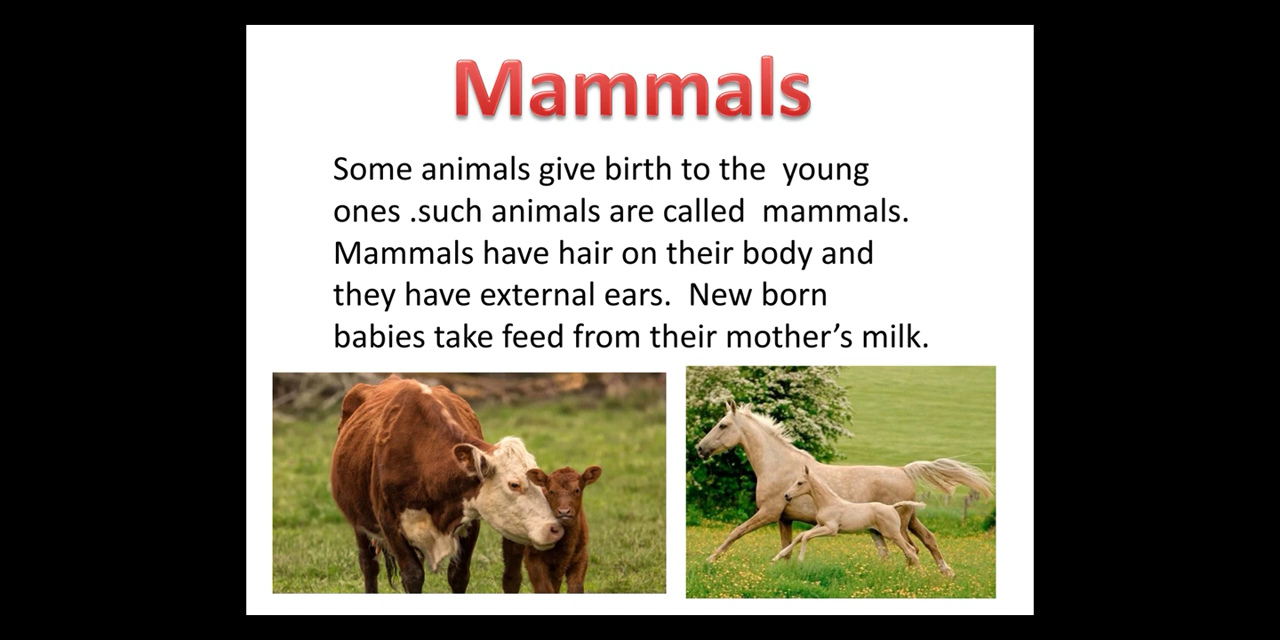 Mammals
Some animals give birth to the  young
ones .such animals are called  mammals.
Mammals have hair on their body and
they have external ears.  New born
babies take feed from their mother’s milk.